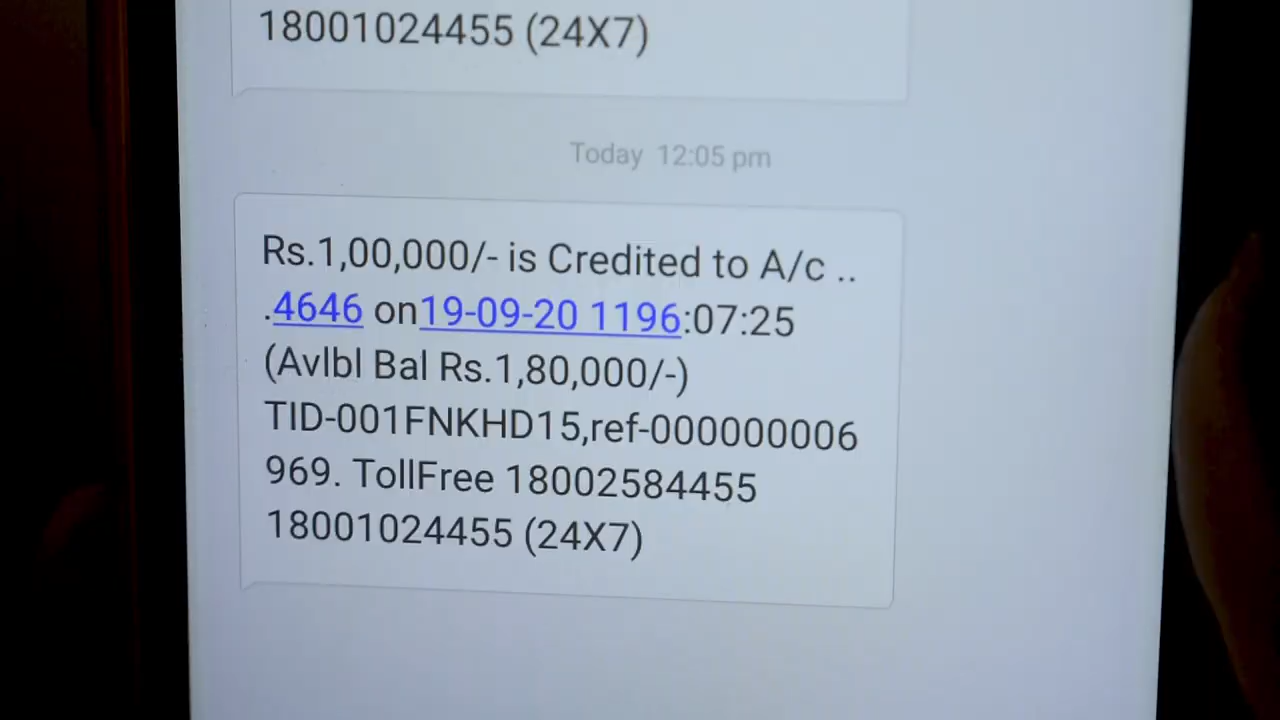 18001024455 (24X7)
Today 12:05 pm
Rs.1,00,000/- is Credited to A/c ..
.4646 on19-09-20 1196:07:25
(Avlbl Bal Rs.1,80,000/-)
TID-001FNKHD15,ref-000000006
969. TollFree 18002584455
18001024455 (24X7)